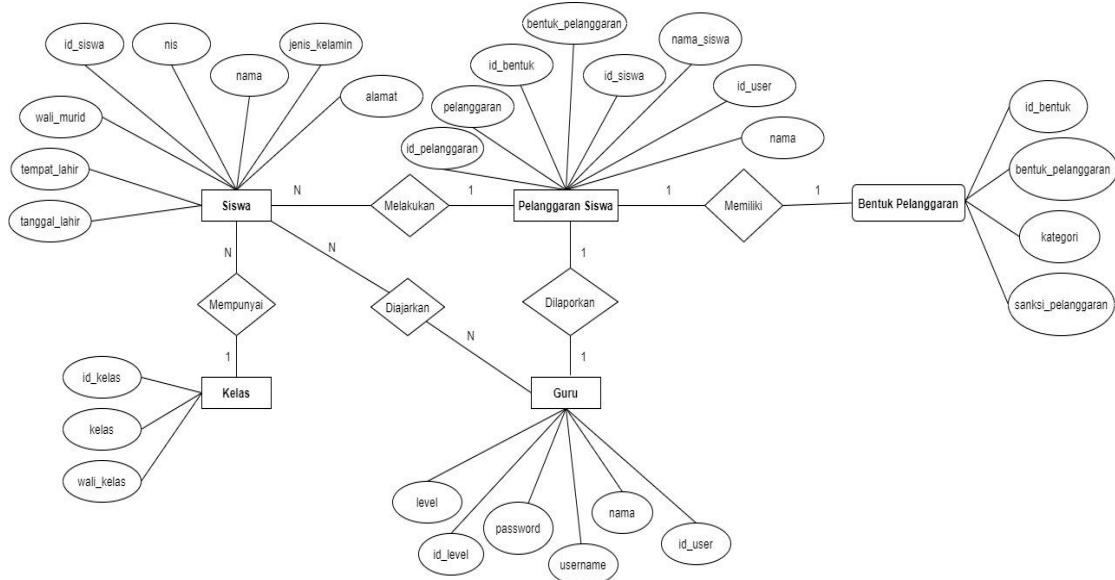 bentuk_pelanggaran
id_siswa
nis
jenis_kelamin
nama_siswa
nama
id_bentuk
id_siswa
alamat
id_user
wali_murid
pelanggaran
id_bentuk
id_pelanggaran
nama
tempat_lahir
bentuk_pelanggaran
tanggal_lahir
N
1
1
1
Siswa
Melakukan
Pelanggaran Siswa
Memiliki
Bentuk Pelanggaran
kategori
N
N
1
Mempunyai
Diajarkan
Dilaporkan
sanksi_pelanggaran
N
1
1
id_kelas
Kelas
Guru
kelas
wali_kelas
level
nama
password
id_user
id_level
username